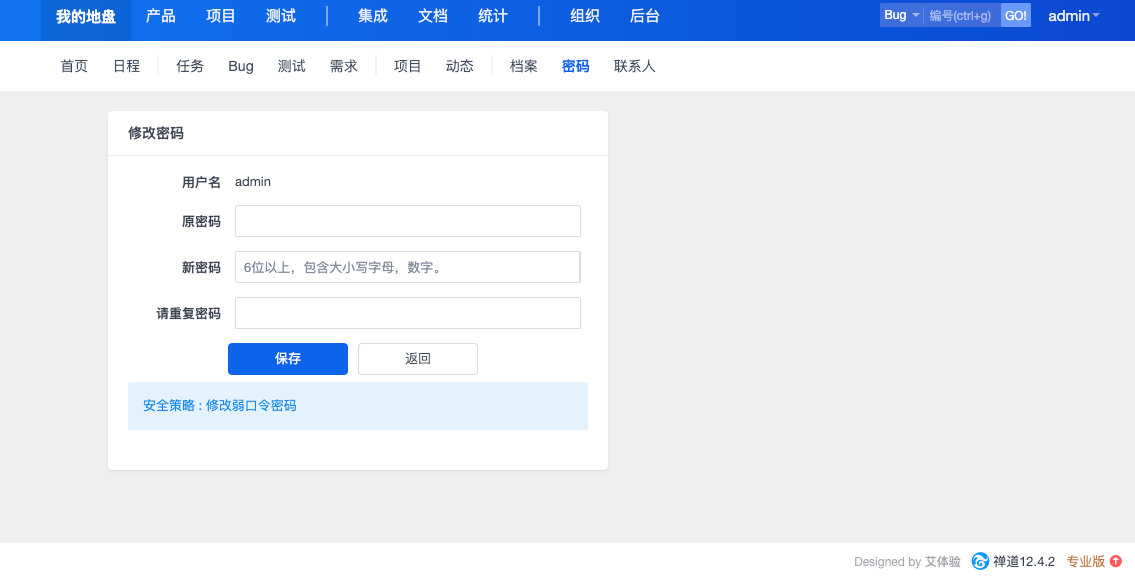 我的地盘 产品 项目 测试 集成 文档 统计 组织 后台 Bug 编号(ctrl+g) GO! admin
首页 日程 任务 Bug 测试 需求 项目 动态 档案 密码 联系人
修改密码
用户名 admin
原密码
新密码 6位以上，包含大小写字母，数字。
请重复密码
保存 返回
安全策略 : 修改弱口令密码
Designed by 艾体验 禅道12.4.2 专业版